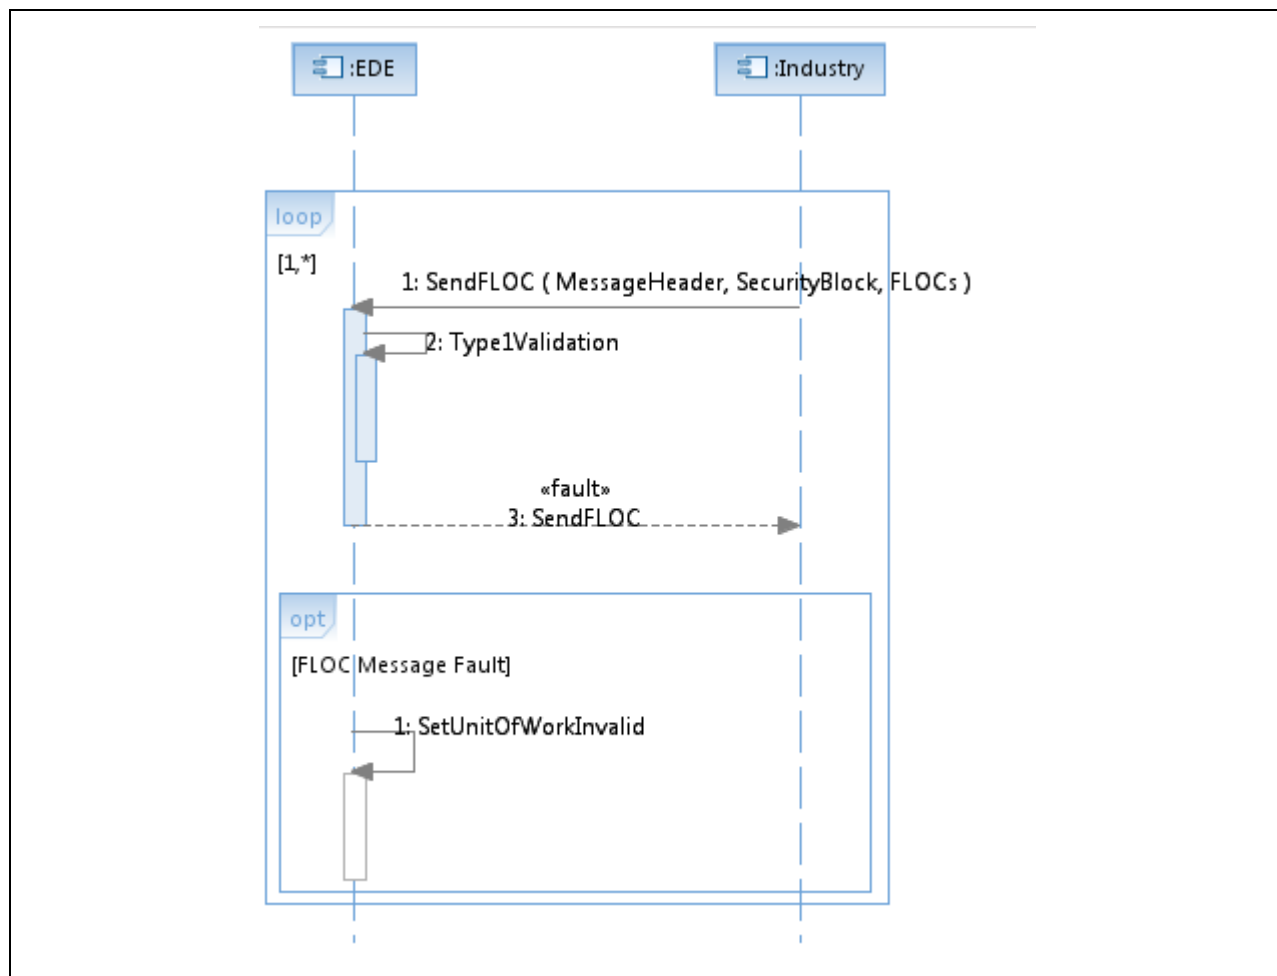 :EDE
:Industry
loop
[1,*]
1: SendFLOC ( MessageHeader, SecurityBlock, FLOCs )
2: Type1Validation
«fault»
3: SendFLOC
opt
[FLOC Message Fault]
1: SetUnitOfWorkInvalid